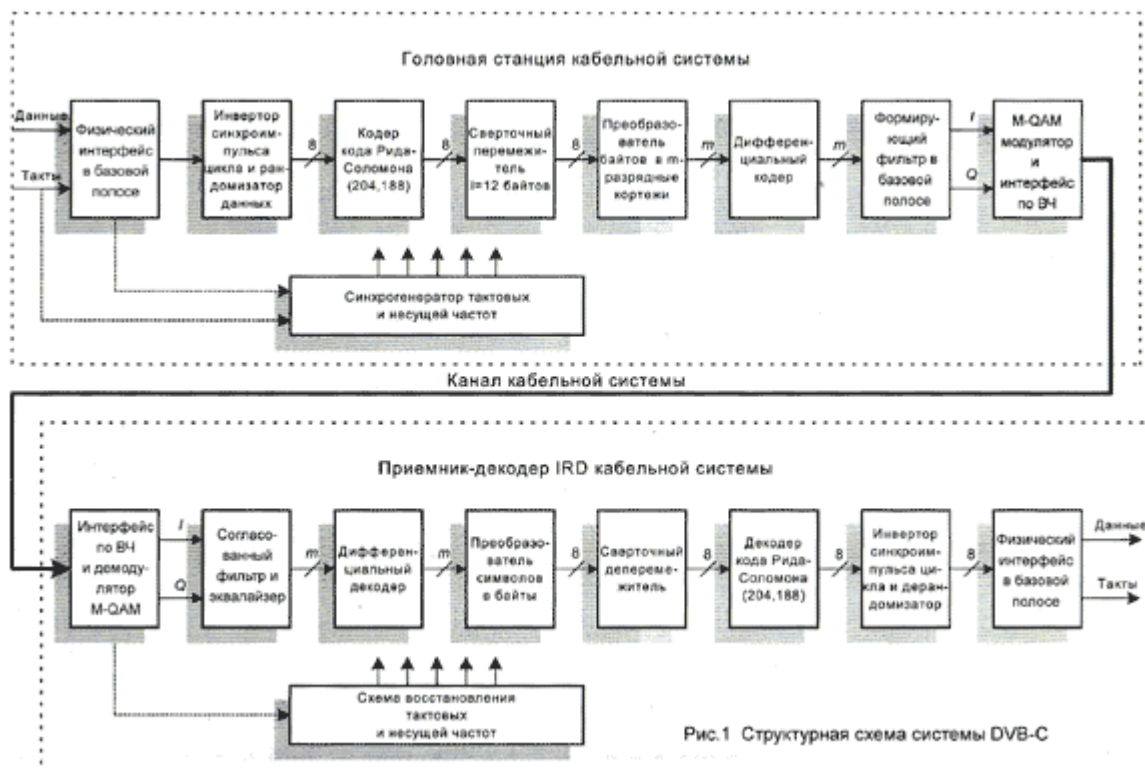 Головная станция кабельной системы
Данные
Такты
Физический
интерфейс
в базовой
полосе
Инвертор
синхроим-
пульса
цикла и ран-
домизатор
данных
8
Кодер
кода Рида-
Соломона
(204,188)
8
Сверточный
перемежи-
тель
I=12 байтов
8
Преобразо-
ватель
байтов в m-
разрядные
кортежи
m
Дифферен-
циальный
кодер
m
Формирую-
щий
фильтр в
базовой
полосе
I
Q
M-QAM
модулятор
и
интерфейс
по ВЧ
Синхрогенератор тактовых
и несущей частот
Канал кабельной системы
Приемник-декодер IRD кабельной системы
Интерфейс
по ВЧ
и демоду-
лятор
M-QAM
I
Q
Согласо-
ванный
фильтр и
эквалайзер
m
Дифферен-
циальный
декодер
m
Преобразо-
ватель
символов
в байты
8
Сверточный
депереме-
житель
8
Декодер
кода Рида-
Соломона
(204,188)
8
Инвертор
синхроим-
пульса ци-
кла и деран-
домизатор
8
Физический
интерфейс
в базовой
полосе
Данные
Такты
Схема восстановления
тактовых
и несущей частот
Рис.1 Структурная схема системы DVB-C